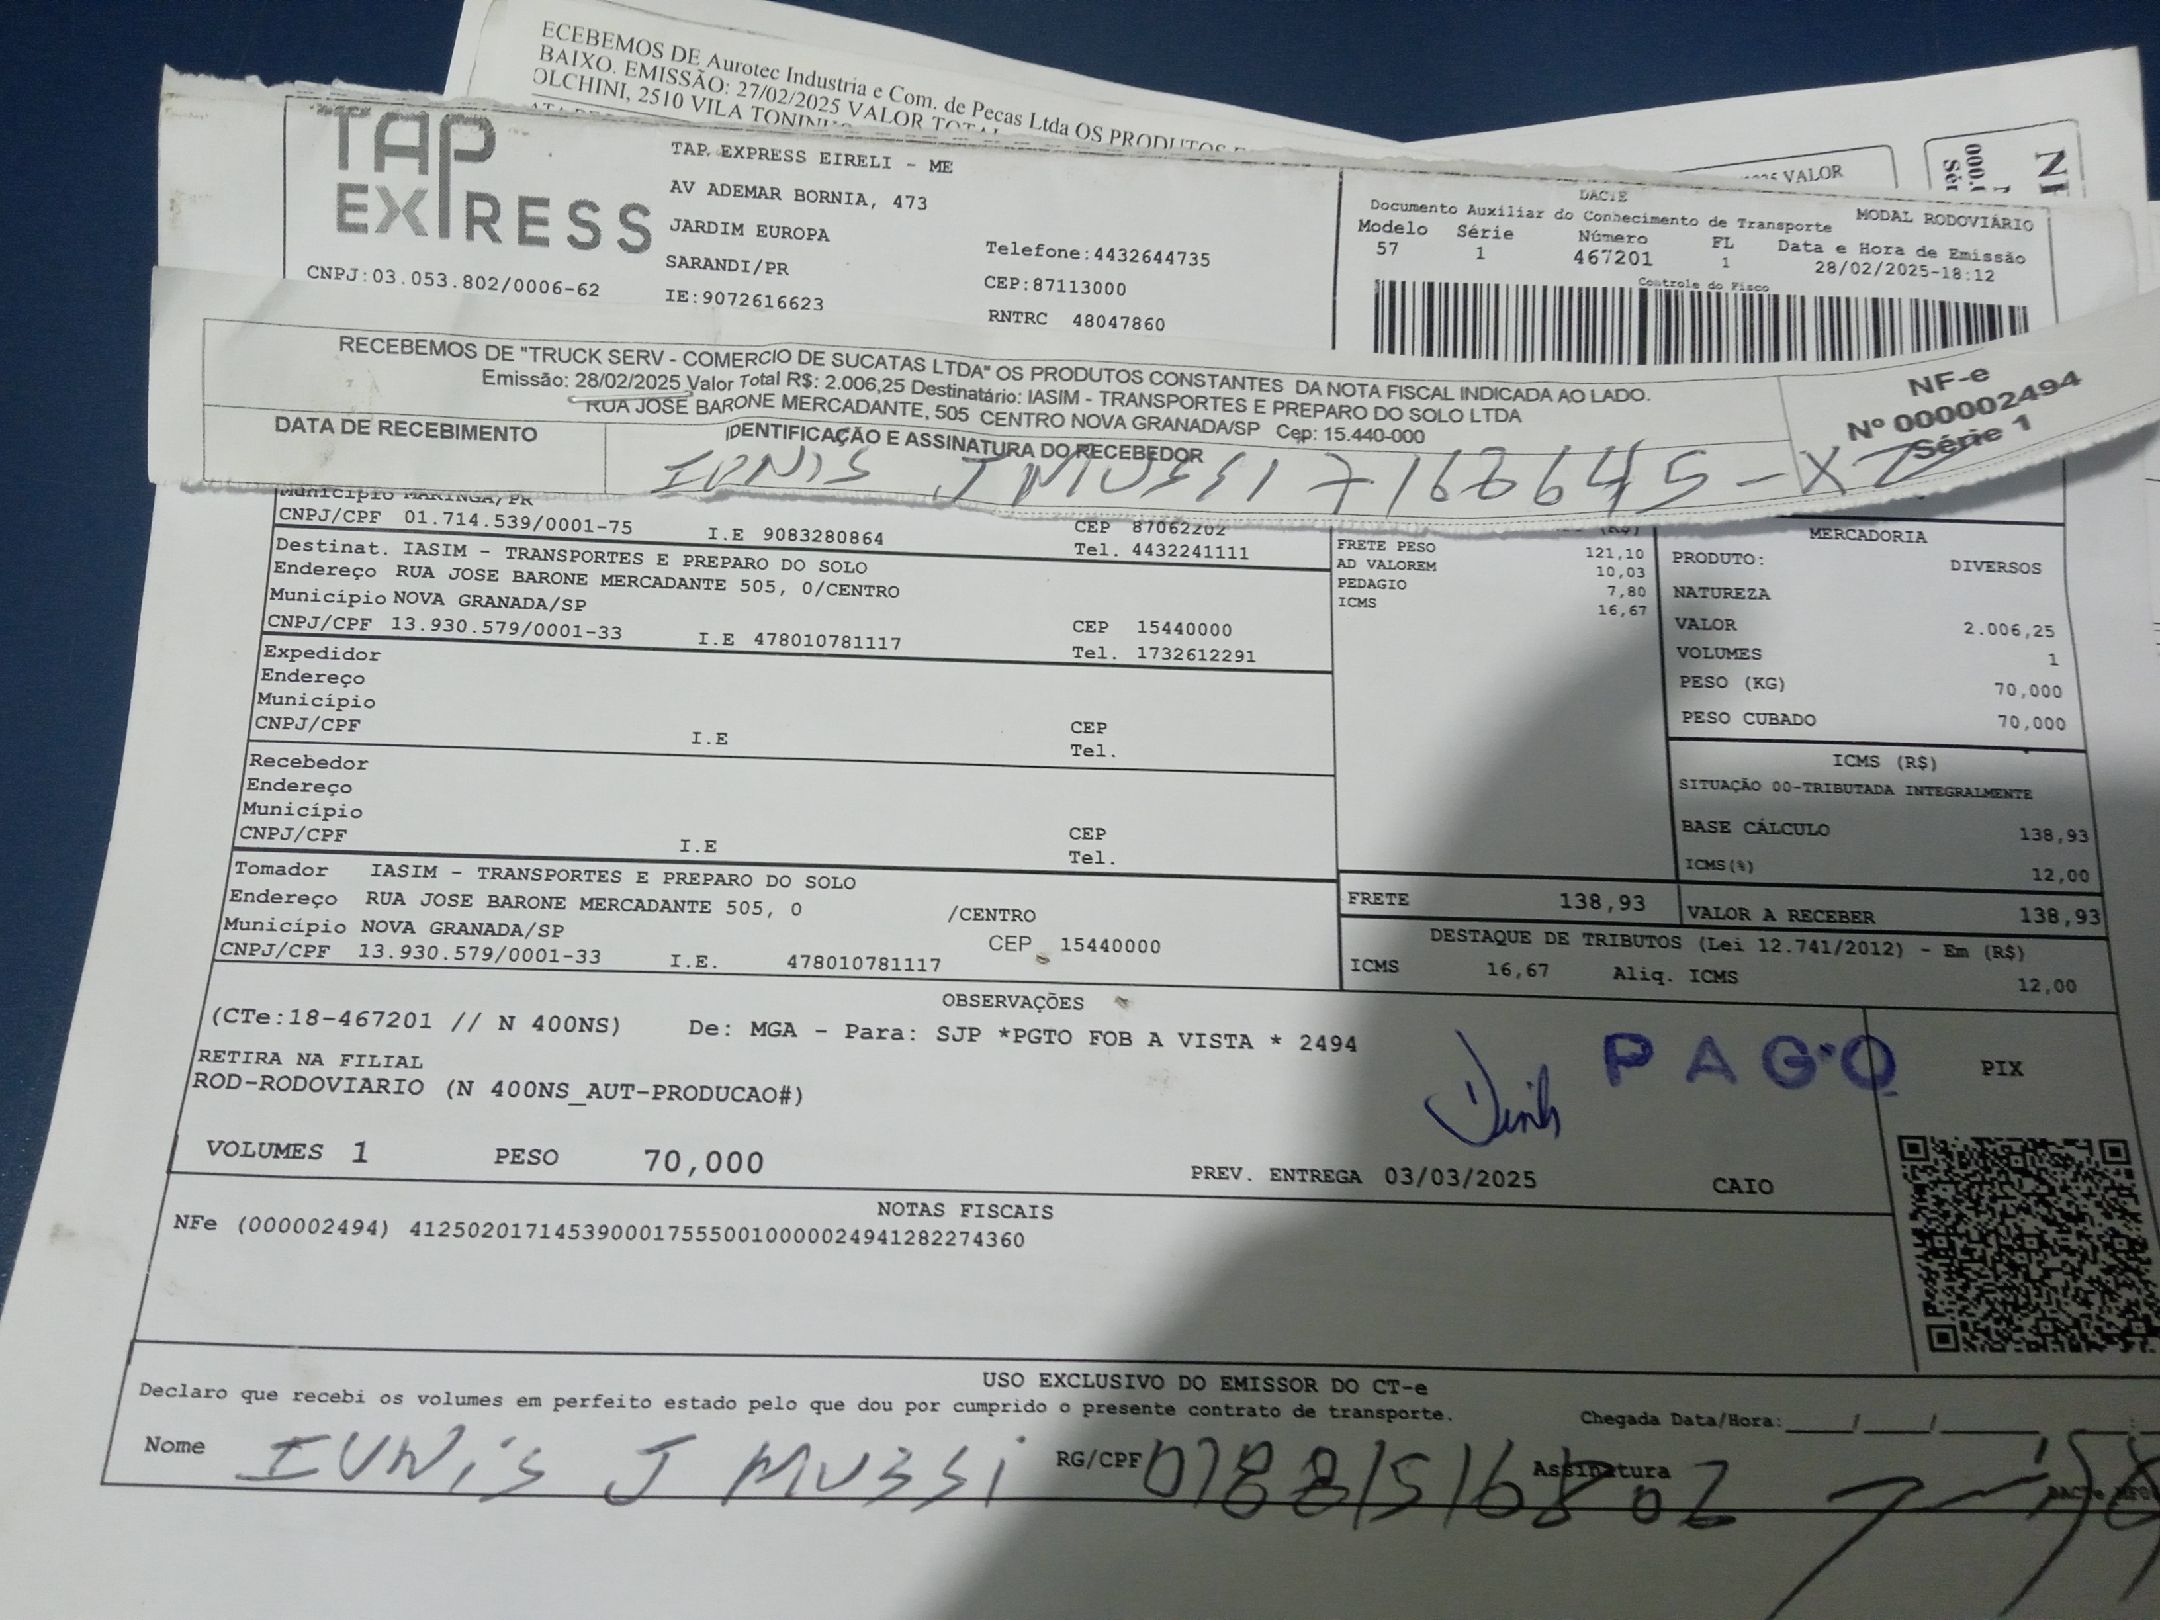 ECEBEMOS DE Aurotec Industria e Com. de Pecas Ltda OS PRODUTOS
BAIXO. EMISSÃO: 27/02/2025 VALOR TOTAL
OLCHINI, 2510 VILA TONINHO
VALOR
TAP EXPRESS
CNPJ:03.053.802/0006-62
TAP. EXPRESS EIRELI - ME
AV ADEMAR BORNIA, 473
JARDIM EUROPA
SARANDI/PR
IE:9072616623
Telefone:4432644735
CEP:87113000
RNTRC 48047860
DACTE
Documento Auxiliar do Conhecimento de Transporte MODAL RODOVIÁRIO
Modelo Série Número FL Data e Hora de Emissão
57 1 467201 1 28/02/2025-18:12
Controle do Fisco
RECEBEMOS DE "TRUCK SERV - COMERCIO DE SUCATAS LTDA" OS PRODUTOS CONSTANTES DA NOTA FISCAL INDICADA AO LADO.
Emissão: 28/02/2025 Valor Total R$: 2.006,25 Destinatário: IASIM - TRANSPORTES E PREPARO DO SOLO LTDA
RUA JOSE BARONE MERCADANTE, 505 CENTRO NOVA GRANADA/SP Cep: 15.440-000
NF-e
Nº 000002494
Série 1
DATA DE RECEBIMENTO
IDENTIFICAÇÃO E ASSINATURA DO RECEBEDOR
IUNIS J MUSSI 7168645-X
Município MARINGA/PR
CNPJ/CPF 01.714.539/0001-75 I.E 9083280864
CEP 87062202
Tel. 4432241111
Destinat. IASIM - TRANSPORTES E PREPARO DO SOLO
Endereço RUA JOSE BARONE MERCADANTE 505, 0/CENTRO
Município NOVA GRANADA/SP
CNPJ/CPF 13.930.579/0001-33 I.E 478010781117
CEP 15440000
Tel. 1732612291
Expedidor
Endereço
Município
CNPJ/CPF I.E
CEP
Tel.
Recebedor
Endereço
Município
CNPJ/CPF I.E
CEP
Tel.
Tomador IASIM - TRANSPORTES E PREPARO DO SOLO
Endereço RUA JOSE BARONE MERCADANTE 505, 0 /CENTRO
Município NOVA GRANADA/SP CEP 15440000
CNPJ/CPF 13.930.579/0001-33 I.E. 478010781117
FRETE PESO 121,10
AD VALOREM 10,03
PEDAGIO 7,80
ICMS 16,67
MERCADORIA
PRODUTO: DIVERSOS
NATUREZA
VALOR 2.006,25
VOLUMES 1
PESO (KG) 70,000
PESO CUBADO 70,000
ICMS (R$)
SITUAÇÃO 00-TRIBUTADA INTEGRALMENTE
BASE CÁLCULO 138,93
ICMS(%) 12,00
FRETE 138,93 VALOR A RECEBER 138,93
DESTAQUE DE TRIBUTOS (Lei 12.741/2012) - Em (R$)
ICMS 16,67 Aliq. ICMS 12,00
OBSERVAÇÕES
(CTe:18-467201 // N 400NS) De: MGA - Para: SJP *PGTO FOB A VISTA * 2494
RETIRA NA FILIAL
ROD-RODOVIARIO (N 400NS_AUT-PRODUCAO#)
PAGO
PIX
VOLUMES 1 PESO 70,000 PREV. ENTREGA 03/03/2025 CAIO
NOTAS FISCAIS
NFe (000002494) 41250201714539000175550010000024941282274360
USO EXCLUSIVO DO EMISSOR DO CT-e
Declaro que recebi os volumes em perfeito estado pelo que dou por cumprido o presente contrato de transporte. Chegada Data/Hora:____/____/____ :
Nome IUNIS J MUSSI RG/CPF 07881516802 Assinatura